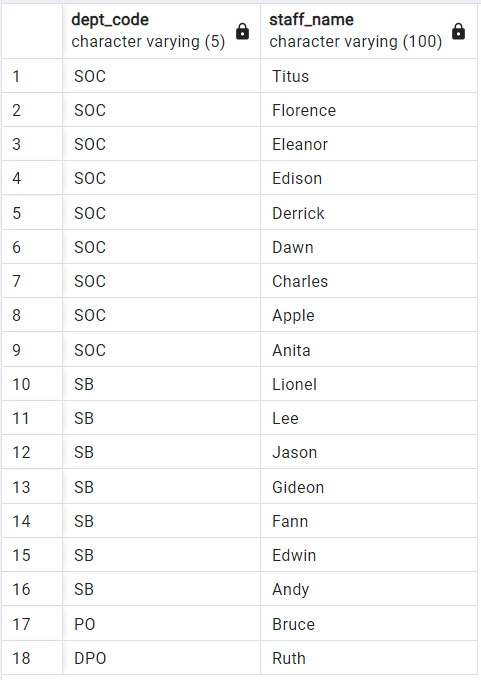 dept_code staff_name
character varying (5) character varying (100)
1 SOC Titus
2 SOC Florence
3 SOC Eleanor
4 SOC Edison
5 SOC Derrick
6 SOC Dawn
7 SOC Charles
8 SOC Apple
9 SOC Anita
10 SB Lionel
11 SB Lee
12 SB Jason
13 SB Gideon
14 SB Fann
15 SB Edwin
16 SB Andy
17 PO Bruce
18 DPO Ruth